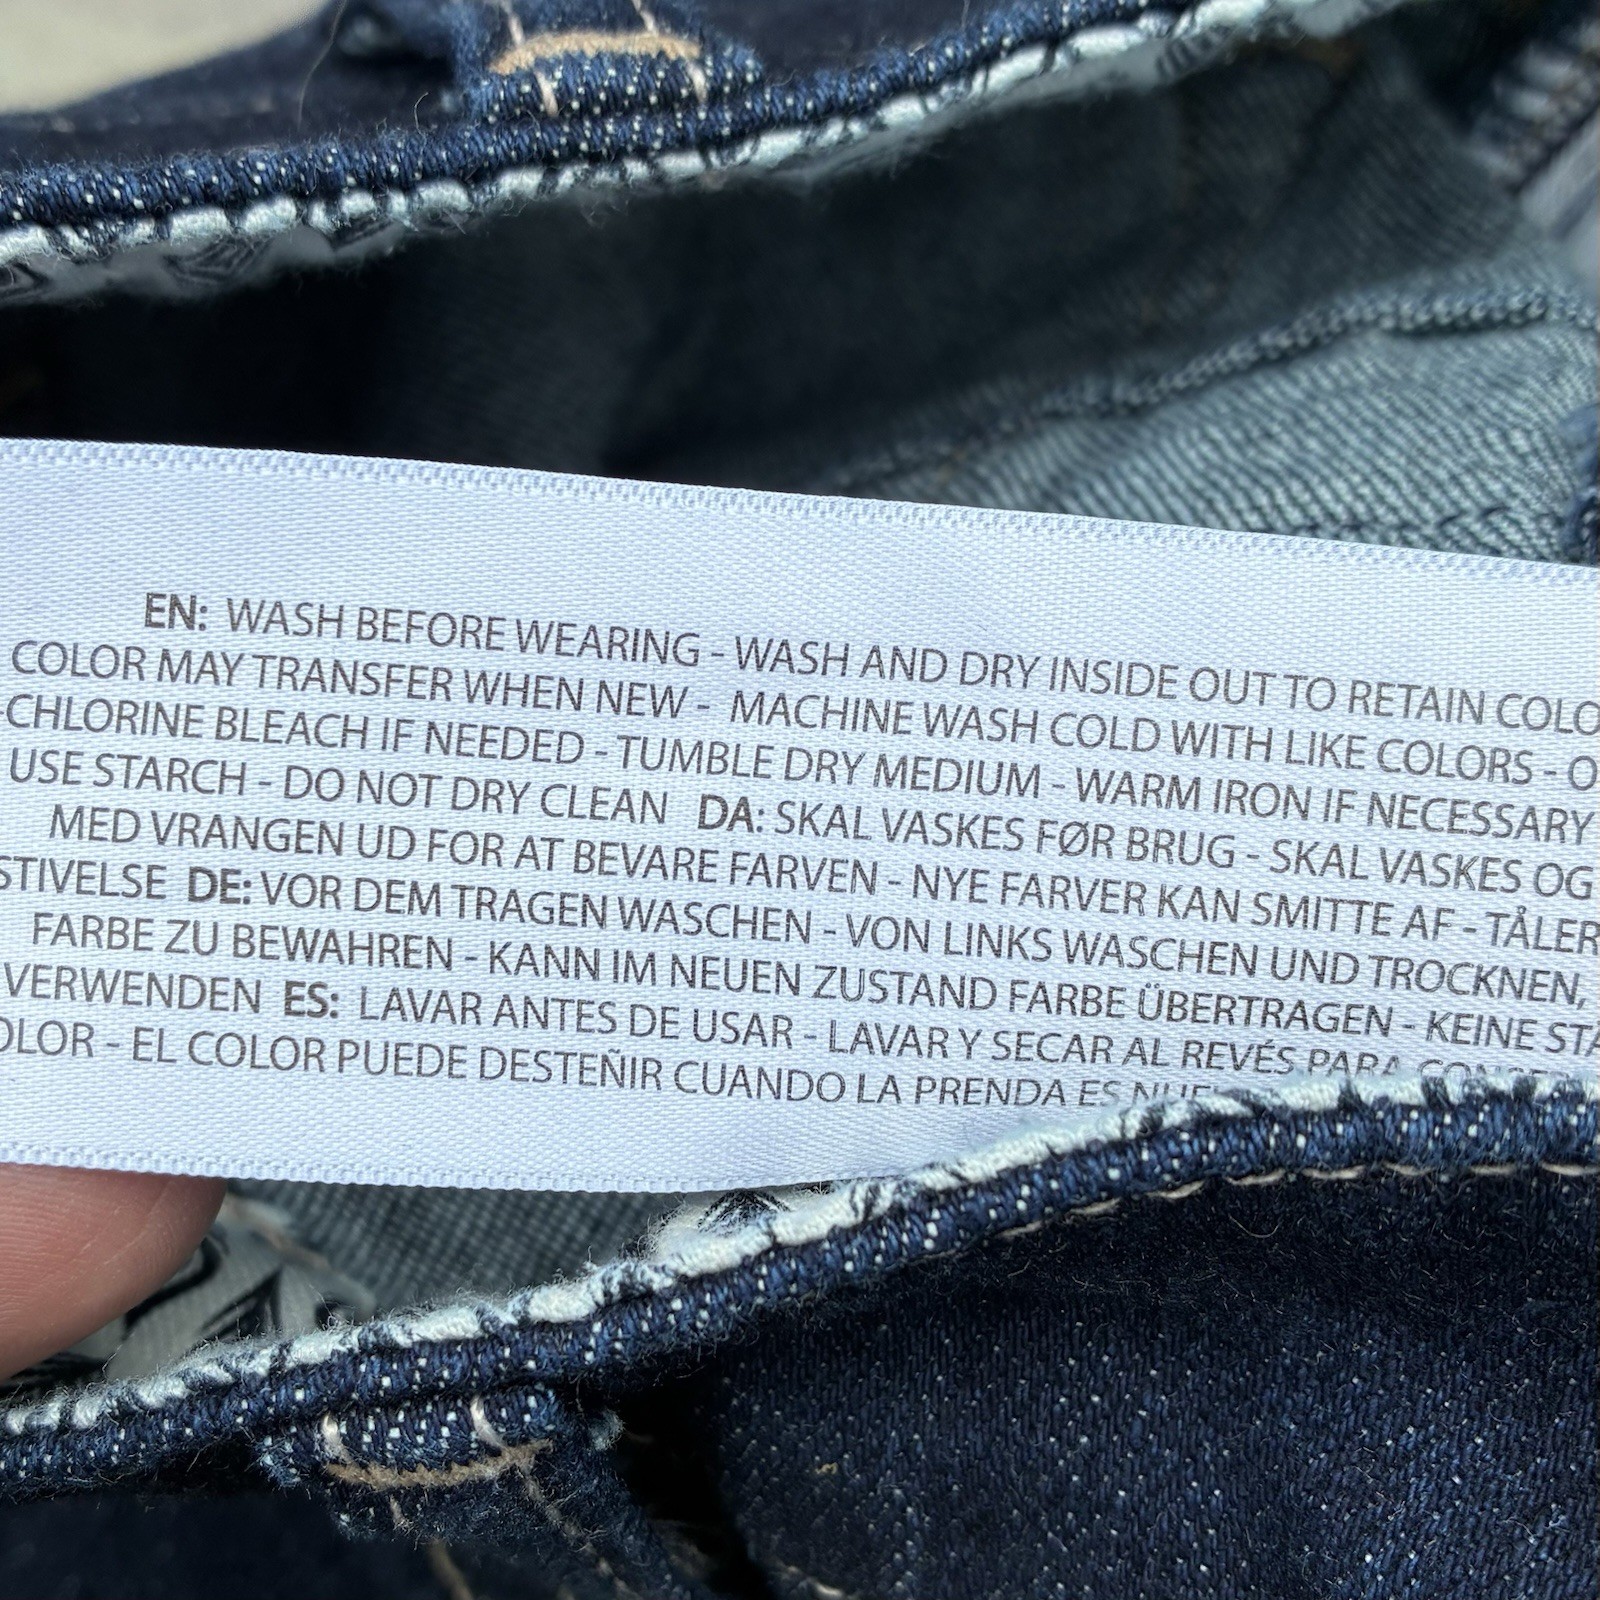 EN: WASH BEFORE WEARING - WASH AND DRY INSIDE OUT TO RETAIN COLO
COLOR MAY TRANSFER WHEN NEW - MACHINE WASH COLD WITH LIKE COLORS - O
-CHLORINE BLEACH IF NEEDED - TUMBLE DRY MEDIUM - WARM IRON IF NECESSARY
USE STARCH - DO NOT DRY CLEAN DA: SKAL VASKES FØR BRUG - SKAL VASKES OG
MED VRANGEN UD FOR AT BEVARE FARVEN - NYE FARVER KAN SMITTE AF - TÅLER
STIVELSE DE: VOR DEM TRAGEN WASCHEN - VON LINKS WASCHEN UND TROCKNEN,
FARBE ZU BEWAHREN - KANN IM NEUEN ZUSTAND FARBE ÜBERTRAGEN - KEINE STÄ
VERWENDEN ES: LAVAR ANTES DE USAR - LAVAR Y SECAR AL REVÉS PARA
OLOR - EL COLOR PUEDE DESTEÑIR CUANDO LA PRENDA ES